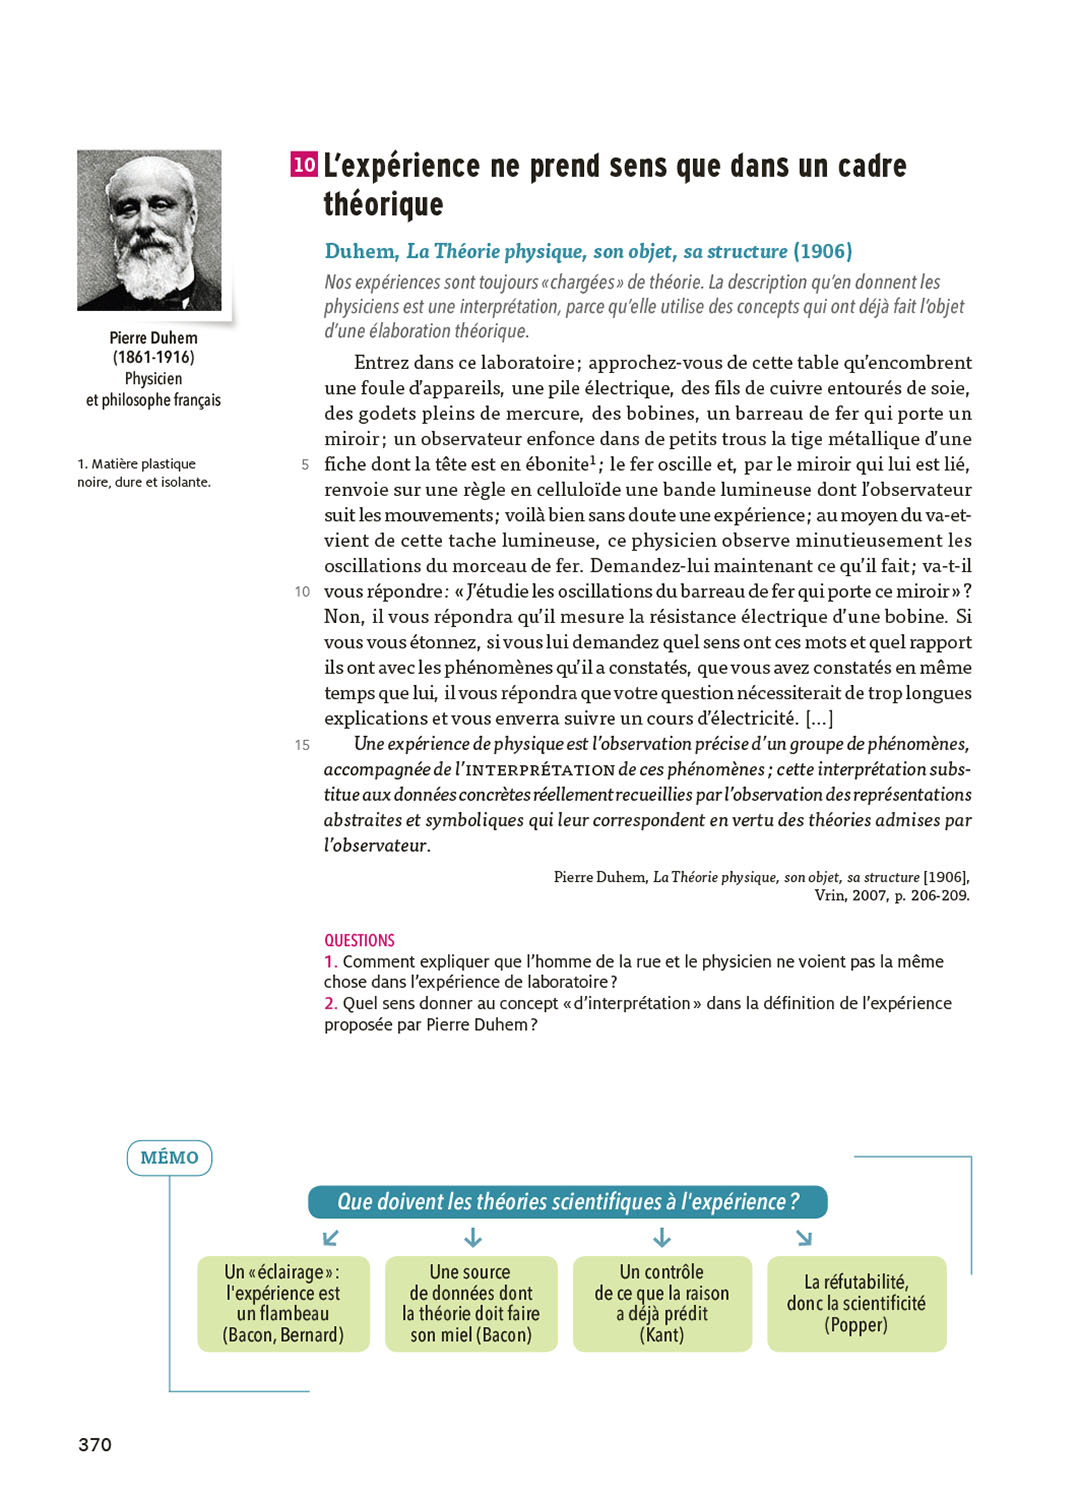 10 L’expérience ne prend sens que dans un cadre
théorique
Duhem, La Théorie physique, son objet, sa structure (1906)
Nos expériences sont toujours «chargées» de théorie. La description qu’en donnent les
physiciens est une interprétation, parce qu’elle utilise des concepts qui ont déjà fait l’objet
d’une élaboration théorique.
Pierre Duhem
(1861-1916)
Physicien
et philosophe français
1. Matière plastique
noire, dure et isolante.
Entrez dans ce laboratoire ; approchez-vous de cette table qu’encombrent
une foule d’appareils, une pile électrique, des fils de cuivre entourés de soie,
des godets pleins de mercure, des bobines, un barreau de fer qui porte un
miroir ; un observateur enfonce dans de petits trous la tige métallique d’une
5 fiche dont la tête est en ébonite¹ ; le fer oscille et, par le miroir qui lui est lié,
renvoie sur une règle en celluloïde une bande lumineuse dont l’observateur
suit les mouvements ; voilà bien sans doute une expérience ; au moyen du va-et-
vient de cette tache lumineuse, ce physicien observe minutieusement les
oscillations du morceau de fer. Demandez-lui maintenant ce qu’il fait ; va-t-il
10 vous répondre : « J’étudie les oscillations du barreau de fer qui porte ce miroir » ?
Non, il vous répondra qu’il mesure la résistance électrique d’une bobine. Si
vous vous étonnez, si vous lui demandez quel sens ont ces mots et quel rapport
ils ont avec les phénomènes qu’il a constatés, que vous avez constatés en même
temps que lui, il vous répondra que votre question nécessiterait de trop longues
explications et vous enverra suivre un cours d’électricité. [...]
15 Une expérience de physique est l’observation précise d’un groupe de phénomènes,
accompagnée de l’INTERPRÉTATION de ces phénomènes ; cette interprétation subs-
titue aux données concrètes réellement recueillies par l’observation des représentations
abstraites et symboliques qui leur correspondent en vertu des théories admises par
l’observateur.
Pierre Duhem, La Théorie physique, son objet, sa structure [1906],
Vrin, 2007, p. 206-209.
QUESTIONS
1. Comment expliquer que l’homme de la rue et le physicien ne voient pas la même
chose dans l’expérience de laboratoire ?
2. Quel sens donner au concept « d’interprétation » dans la définition de l’expérience
proposée par Pierre Duhem ?
MÉMO
Que doivent les théories scientifiques à l'expérience ?
Un « éclairage » :
l'expérience est
un flambeau
(Bacon, Bernard)
Une source
de données dont
la théorie doit faire
son miel (Bacon)
Un contrôle
de ce que la raison
a déjà prédit
(Kant)
La réfutabilité,
donc la scientificité
(Popper)
370